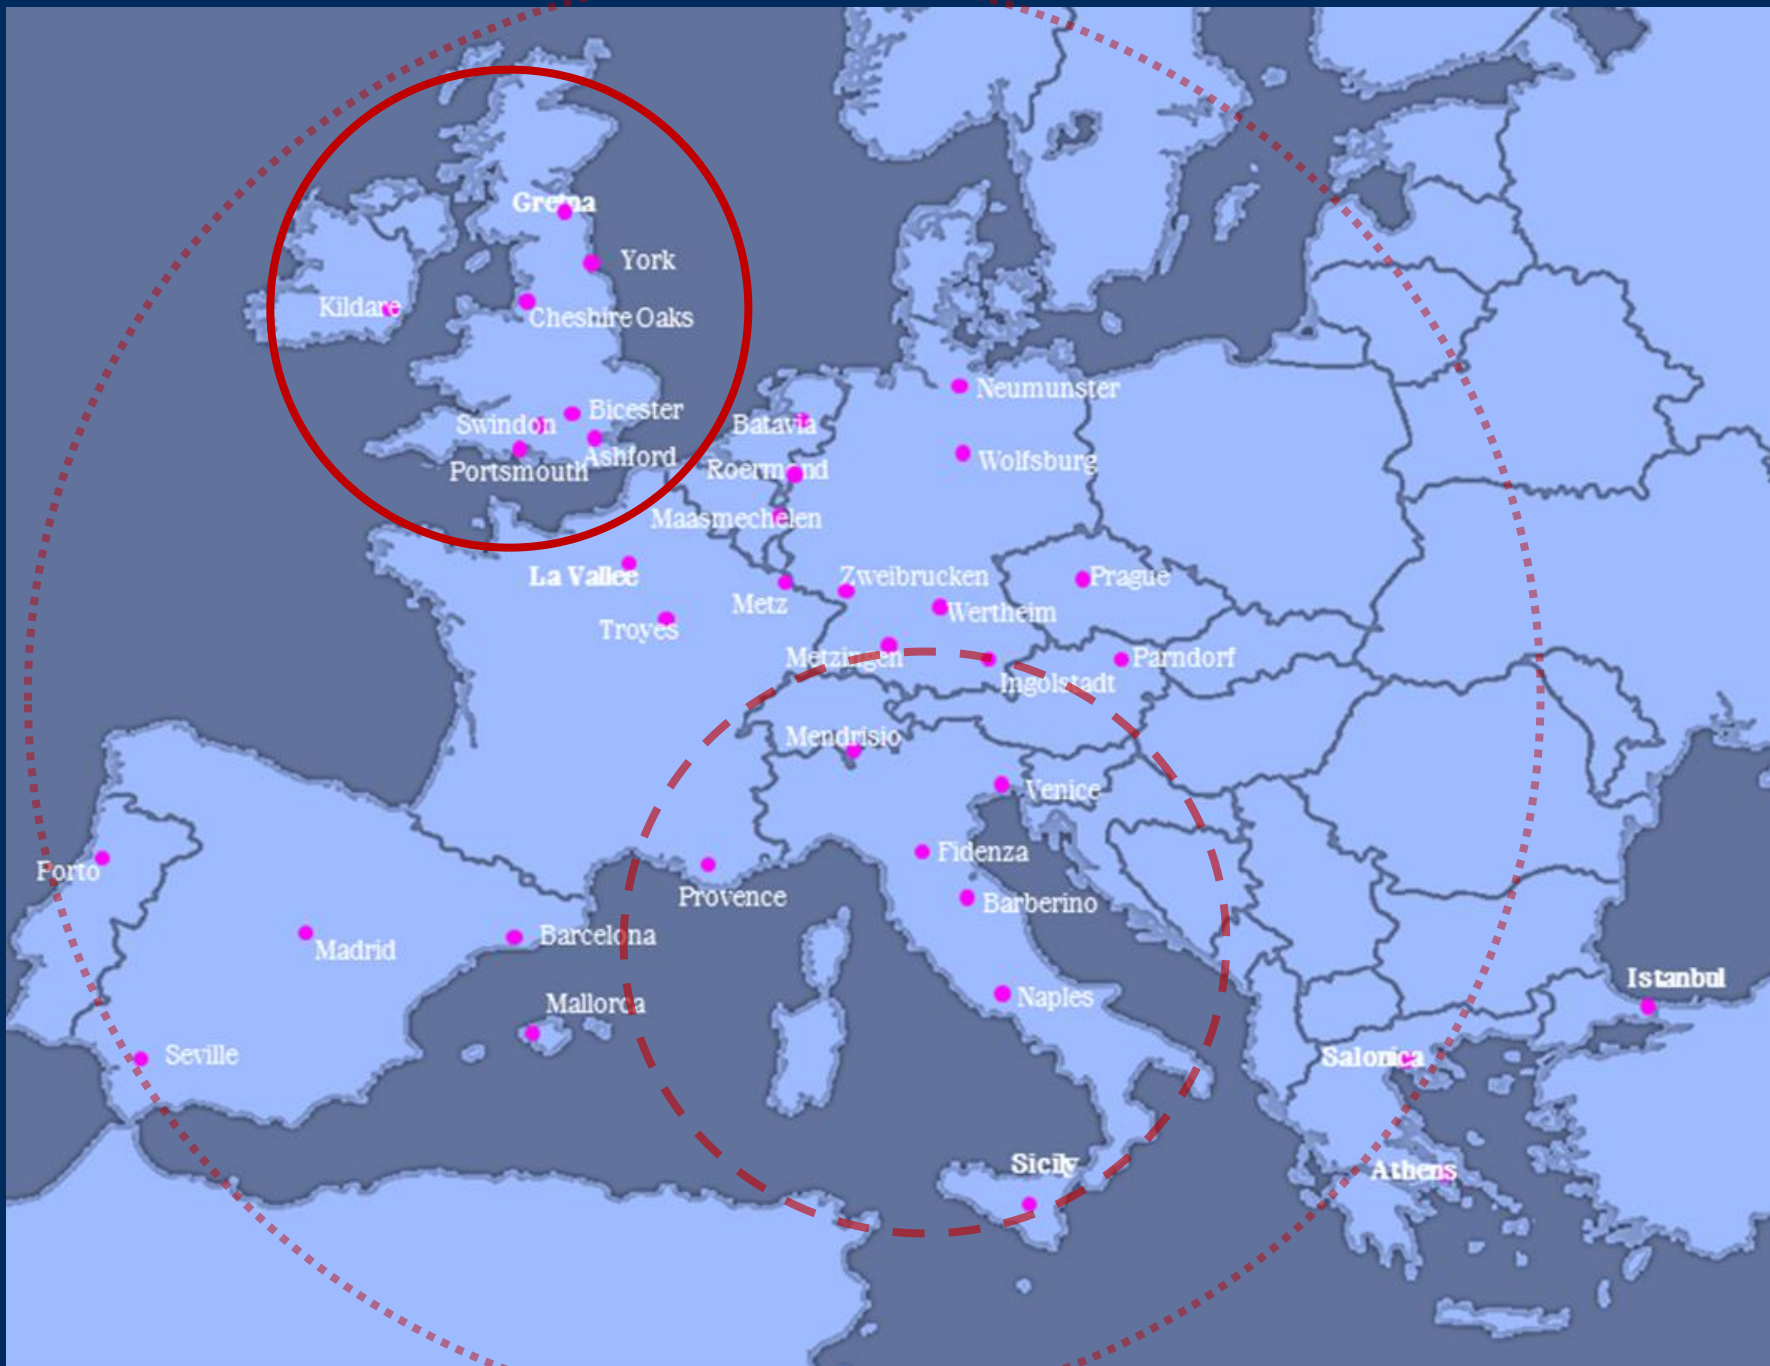 Gretna
York
Kildare
Cheshire Oaks
Neumunster
Bicester
Swindon
Batavia
Ashford
Wolfsburg
Portsmouth
Roermond
Maasmechelen
La Vallee
Zweibrucken
Prague
Metz
Wertheim
Troyes
Metzingen
Parndorf
Ingolstadt
Mendrisio
Venice
Fidenza
Porto
Provence
Barberino
Barcelona
Madrid
Istanbul
Naples
Mallorca
Seville
Salonica
Sicily
Athens